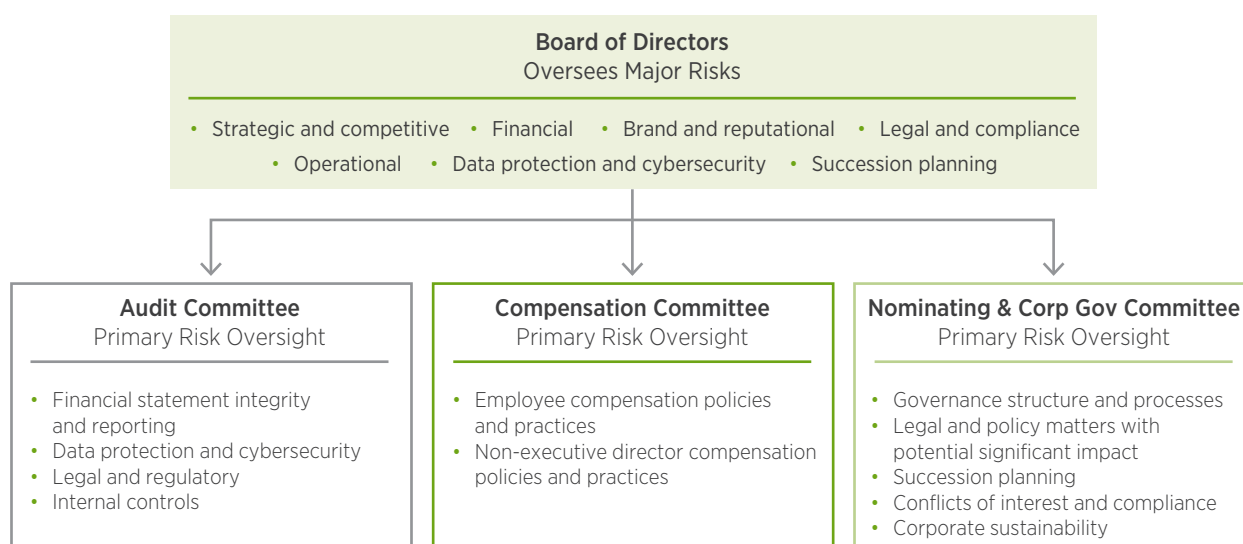 Board of Directors
Oversees Major Risks
• Strategic and competitive • Financial • Brand and reputational • Legal and compliance
• Operational • Data protection and cybersecurity • Succession planning
Audit Committee
Primary Risk Oversight
• Financial statement integrity
and reporting
• Data protection and cybersecurity
• Legal and regulatory
• Internal controls
Compensation Committee
Primary Risk Oversight
• Employee compensation policies
and practices
• Non-executive director compensation
policies and practices
Nominating & Corp Gov Committee
Primary Risk Oversight
• Governance structure and processes
• Legal and policy matters with
potential significant impact
• Succession planning
• Conflicts of interest and compliance
• Corporate sustainability